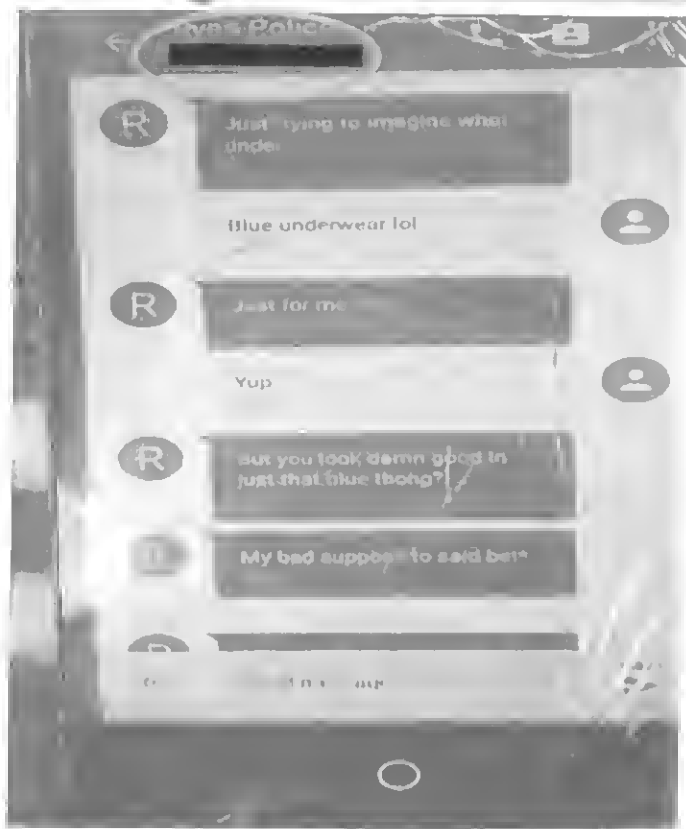 Police
R
Just trying to imagine what
under
Blue underwear lol
R
Just for me
Yup
R
But you look damn good in
just that blue thong?
My bad suppose to said bet*